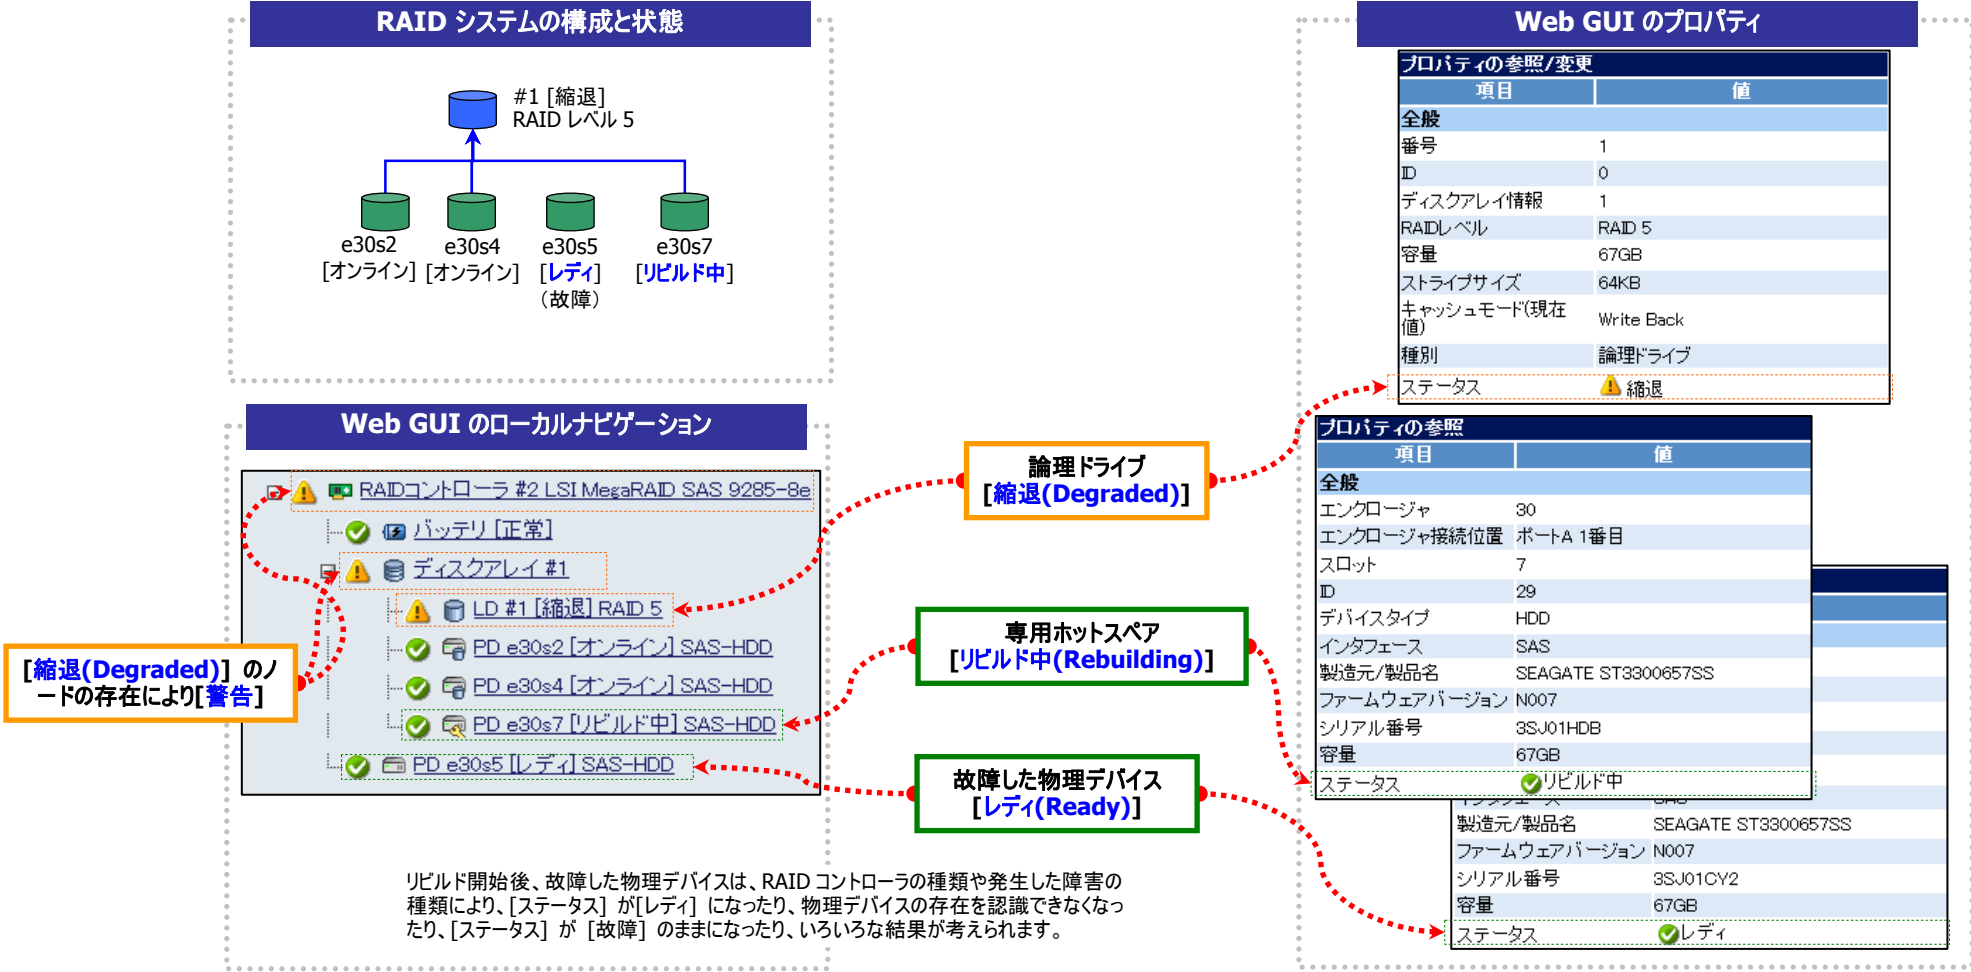 RAID システムの構成と状態
#1 [縮退]
RAID レベル 5
e30s2
[オンライン]
e30s4
[オンライン]
e30s5
[レディ]
（故障）
e30s7
[リビルド中]
Web GUI のローカルナビゲーション
RAIDコントローラ #2 LSI MegaRAID SAS 9285-8e
バッテリ [正常]
ディスクアレイ #1
LD #1 [縮退] RAID 5
PD e30s2 [オンライン] SAS-HDD
PD e30s4 [オンライン] SAS-HDD
PD e30s7 [リビルド中] SAS-HDD
PD e30s5 [レディ] SAS-HDD
[縮退(Degraded)] のノ
ードの存在により[警告]
論理ドライブ
[縮退(Degraded)]
専用ホットスペア
[リビルド中(Rebuilding)]
故障した物理デバイス
[レディ(Ready)]
リビルド開始後、故障した物理デバイスは、RAID コントローラの種類や発生した障害の
種類により、[ステータス] が[レディ] になったり、物理デバイスの存在を認識できなくなっ
たり、[ステータス] が [故障] のままになったり、いろいろな結果が考えられます。
Web GUI のプロパティ
プロパティの参照/変更
項目 値
全般
番号 1
ID 0
ディスクアレイ情報 1
RAIDレベル RAID 5
容量 67GB
ストライプサイズ 64KB
キャッシュモード(現在
値) Write Back
種別 論理ドライブ
ステータス 縮退
プロパティの参照
項目 値
全般
エンクロージャ 30
エンクロージャ接続位置 ポートA 1番目
スロット 7
ID 29
デバイスタイプ HDD
インタフェース SAS
製造元/製品名 SEAGATE ST3300657SS
ファームウェアバージョン N007
シリアル番号 3SJ01HDB
容量 67GB
ステータス リビルド中
インタフェース SAS
製造元/製品名 SEAGATE ST3300657SS
ファームウェアバージョン N007
シリアル番号 3SJ01CY2
容量 67GB
ステータス レディ